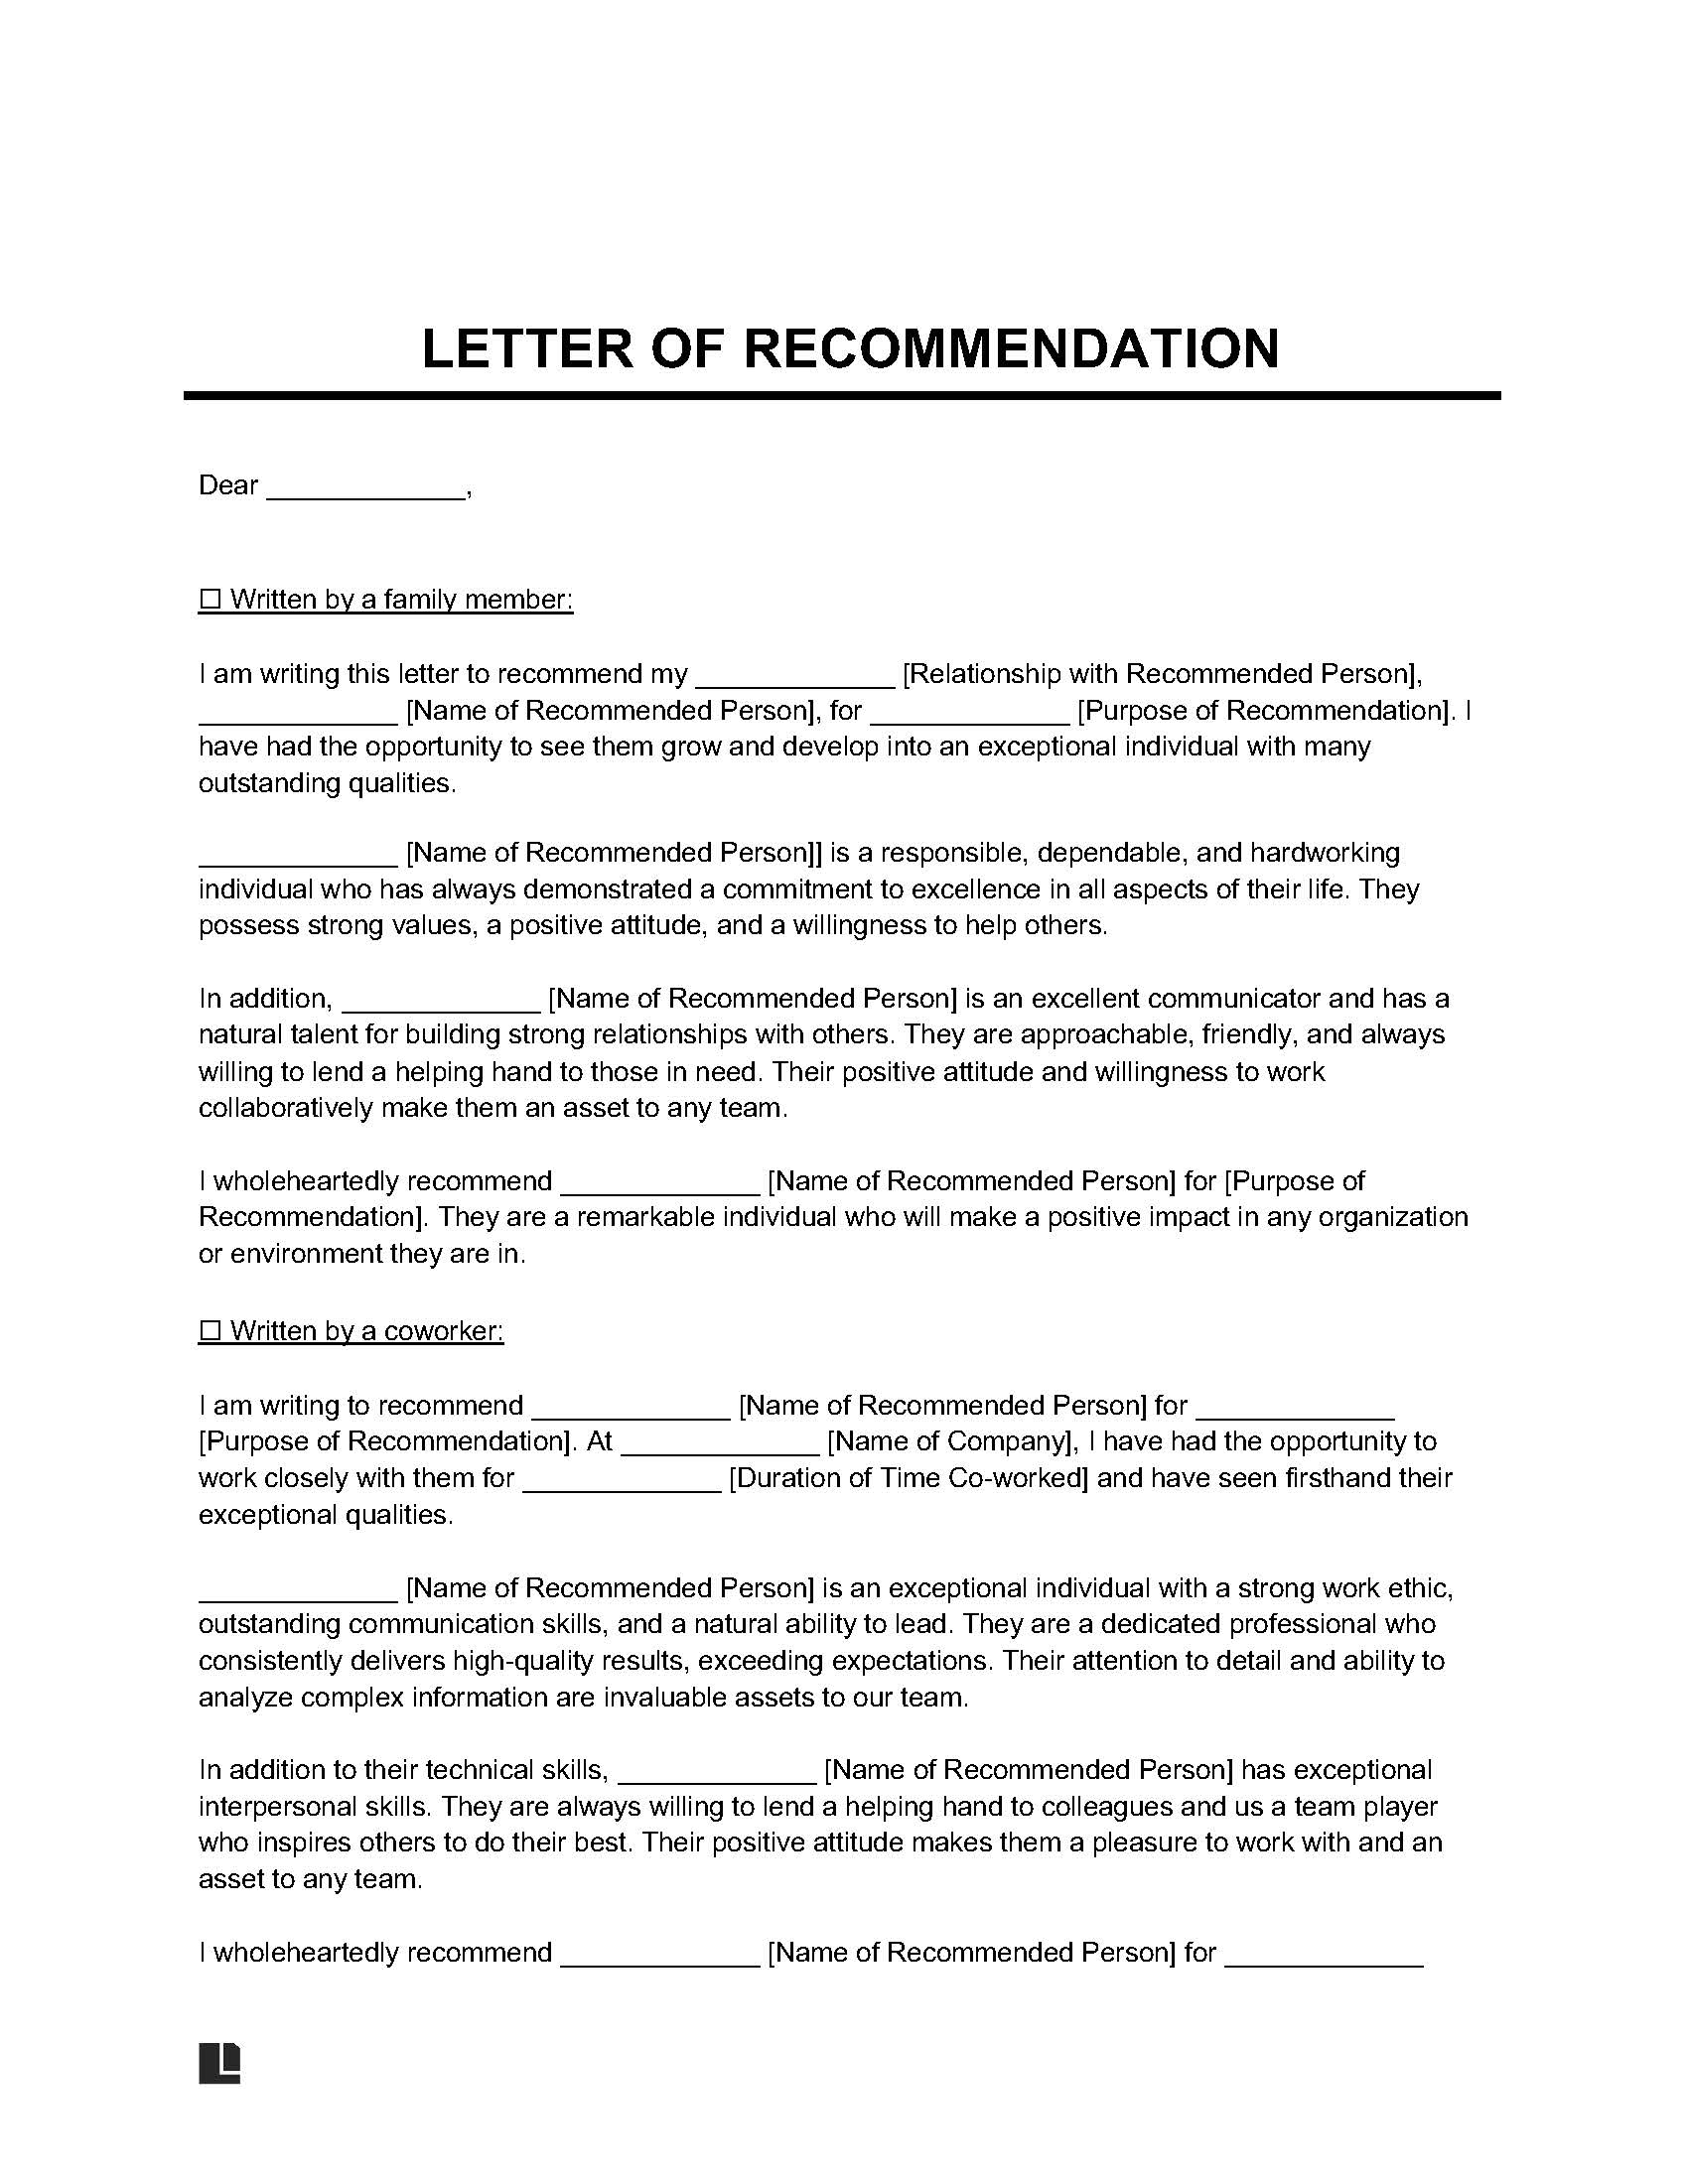 LETTER OF RECOMMENDATION
Dear _____________,
☐ Written by a family member:
I am writing this letter to recommend my _____________ [Relationship with Recommended Person],
_____________ [Name of Recommended Person], for _____________ [Purpose of Recommendation]. I
have had the opportunity to see them grow and develop into an exceptional individual with many
outstanding qualities.
_____________ [Name of Recommended Person]] is a responsible, dependable, and hardworking
individual who has always demonstrated a commitment to excellence in all aspects of their life. They
possess strong values, a positive attitude, and a willingness to help others.
In addition, _____________ [Name of Recommended Person] is an excellent communicator and has a
natural talent for building strong relationships with others. They are approachable, friendly, and always
willing to lend a helping hand to those in need. Their positive attitude and willingness to work
collaboratively make them an asset to any team.
I wholeheartedly recommend _____________ [Name of Recommended Person] for [Purpose of
Recommendation]. They are a remarkable individual who will make a positive impact in any organization
or environment they are in.
☐ Written by a coworker:
I am writing to recommend _____________ [Name of Recommended Person] for _____________
[Purpose of Recommendation]. At _____________ [Name of Company], I have had the opportunity to
work closely with them for _____________ [Duration of Time Co-worked] and have seen firsthand their
exceptional qualities.
_____________ [Name of Recommended Person] is an exceptional individual with a strong work ethic,
outstanding communication skills, and a natural ability to lead. They are a dedicated professional who
consistently delivers high-quality results, exceeding expectations. Their attention to detail and ability to
analyze complex information are invaluable assets to our team.
In addition to their technical skills, _____________ [Name of Recommended Person] has exceptional
interpersonal skills. They are always willing to lend a helping hand to colleagues and us a team player
who inspires others to do their best. Their positive attitude makes them a pleasure to work with and an
asset to any team.
I wholeheartedly recommend _____________ [Name of Recommended Person] for _____________